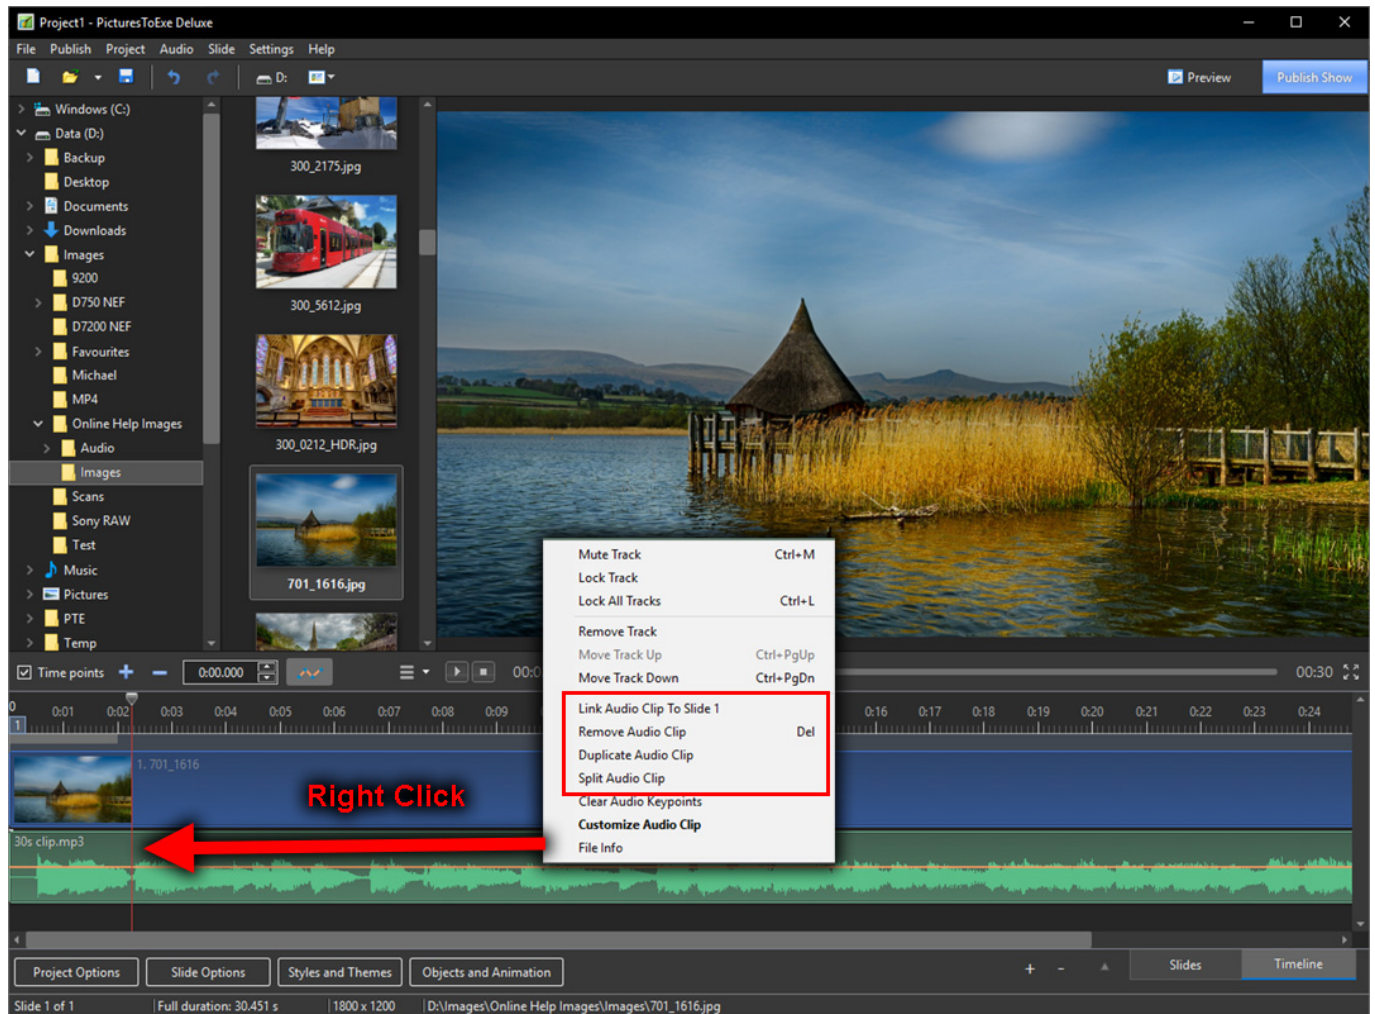 Project1 - PicturesToExe Deluxe
File Publish Project Audio Slide Settings Help
D:
Preview
Publish Show
Windows (C:)
Data (D:)
Backup
Desktop
Documents
Downloads
Images
9200
D750 NEF
D7200 NEF
Favourites
Michael
MP4
Online Help Images
Audio
Images
Scans
Sony RAW
Test
Music
Pictures
PTE
Temp
300_2175.jpg
300_5612.jpg
300_0212_HDR.jpg
701_1616.jpg
Mute Track Ctrl+M
Lock Track
Lock All Tracks Ctrl+L
Remove Track
Move Track Up Ctrl+PgUp
Move Track Down Ctrl+PgDn
Link Audio Clip To Slide 1
Remove Audio Clip Del
Duplicate Audio Clip
Split Audio Clip
Clear Audio Keypoints
Customize Audio Clip
File Info
Time points 0:00.000 00:30
0 0:01 0:02 0:03 0:04 0:05 0:06 0:07 0:08 0:09 0:16 0:17 0:18 0:19 0:20 0:21 0:22 0:23 0:24
1
1. 701_1616
Right Click
30s clip.mp3
Project Options Slide Options Styles and Themes Objects and Animation + - Slides Timeline
Slide 1 of 1 Full duration: 30.451 s 1800 x 1200 D:\Images\Online Help Images\Images\701_1616.jpg